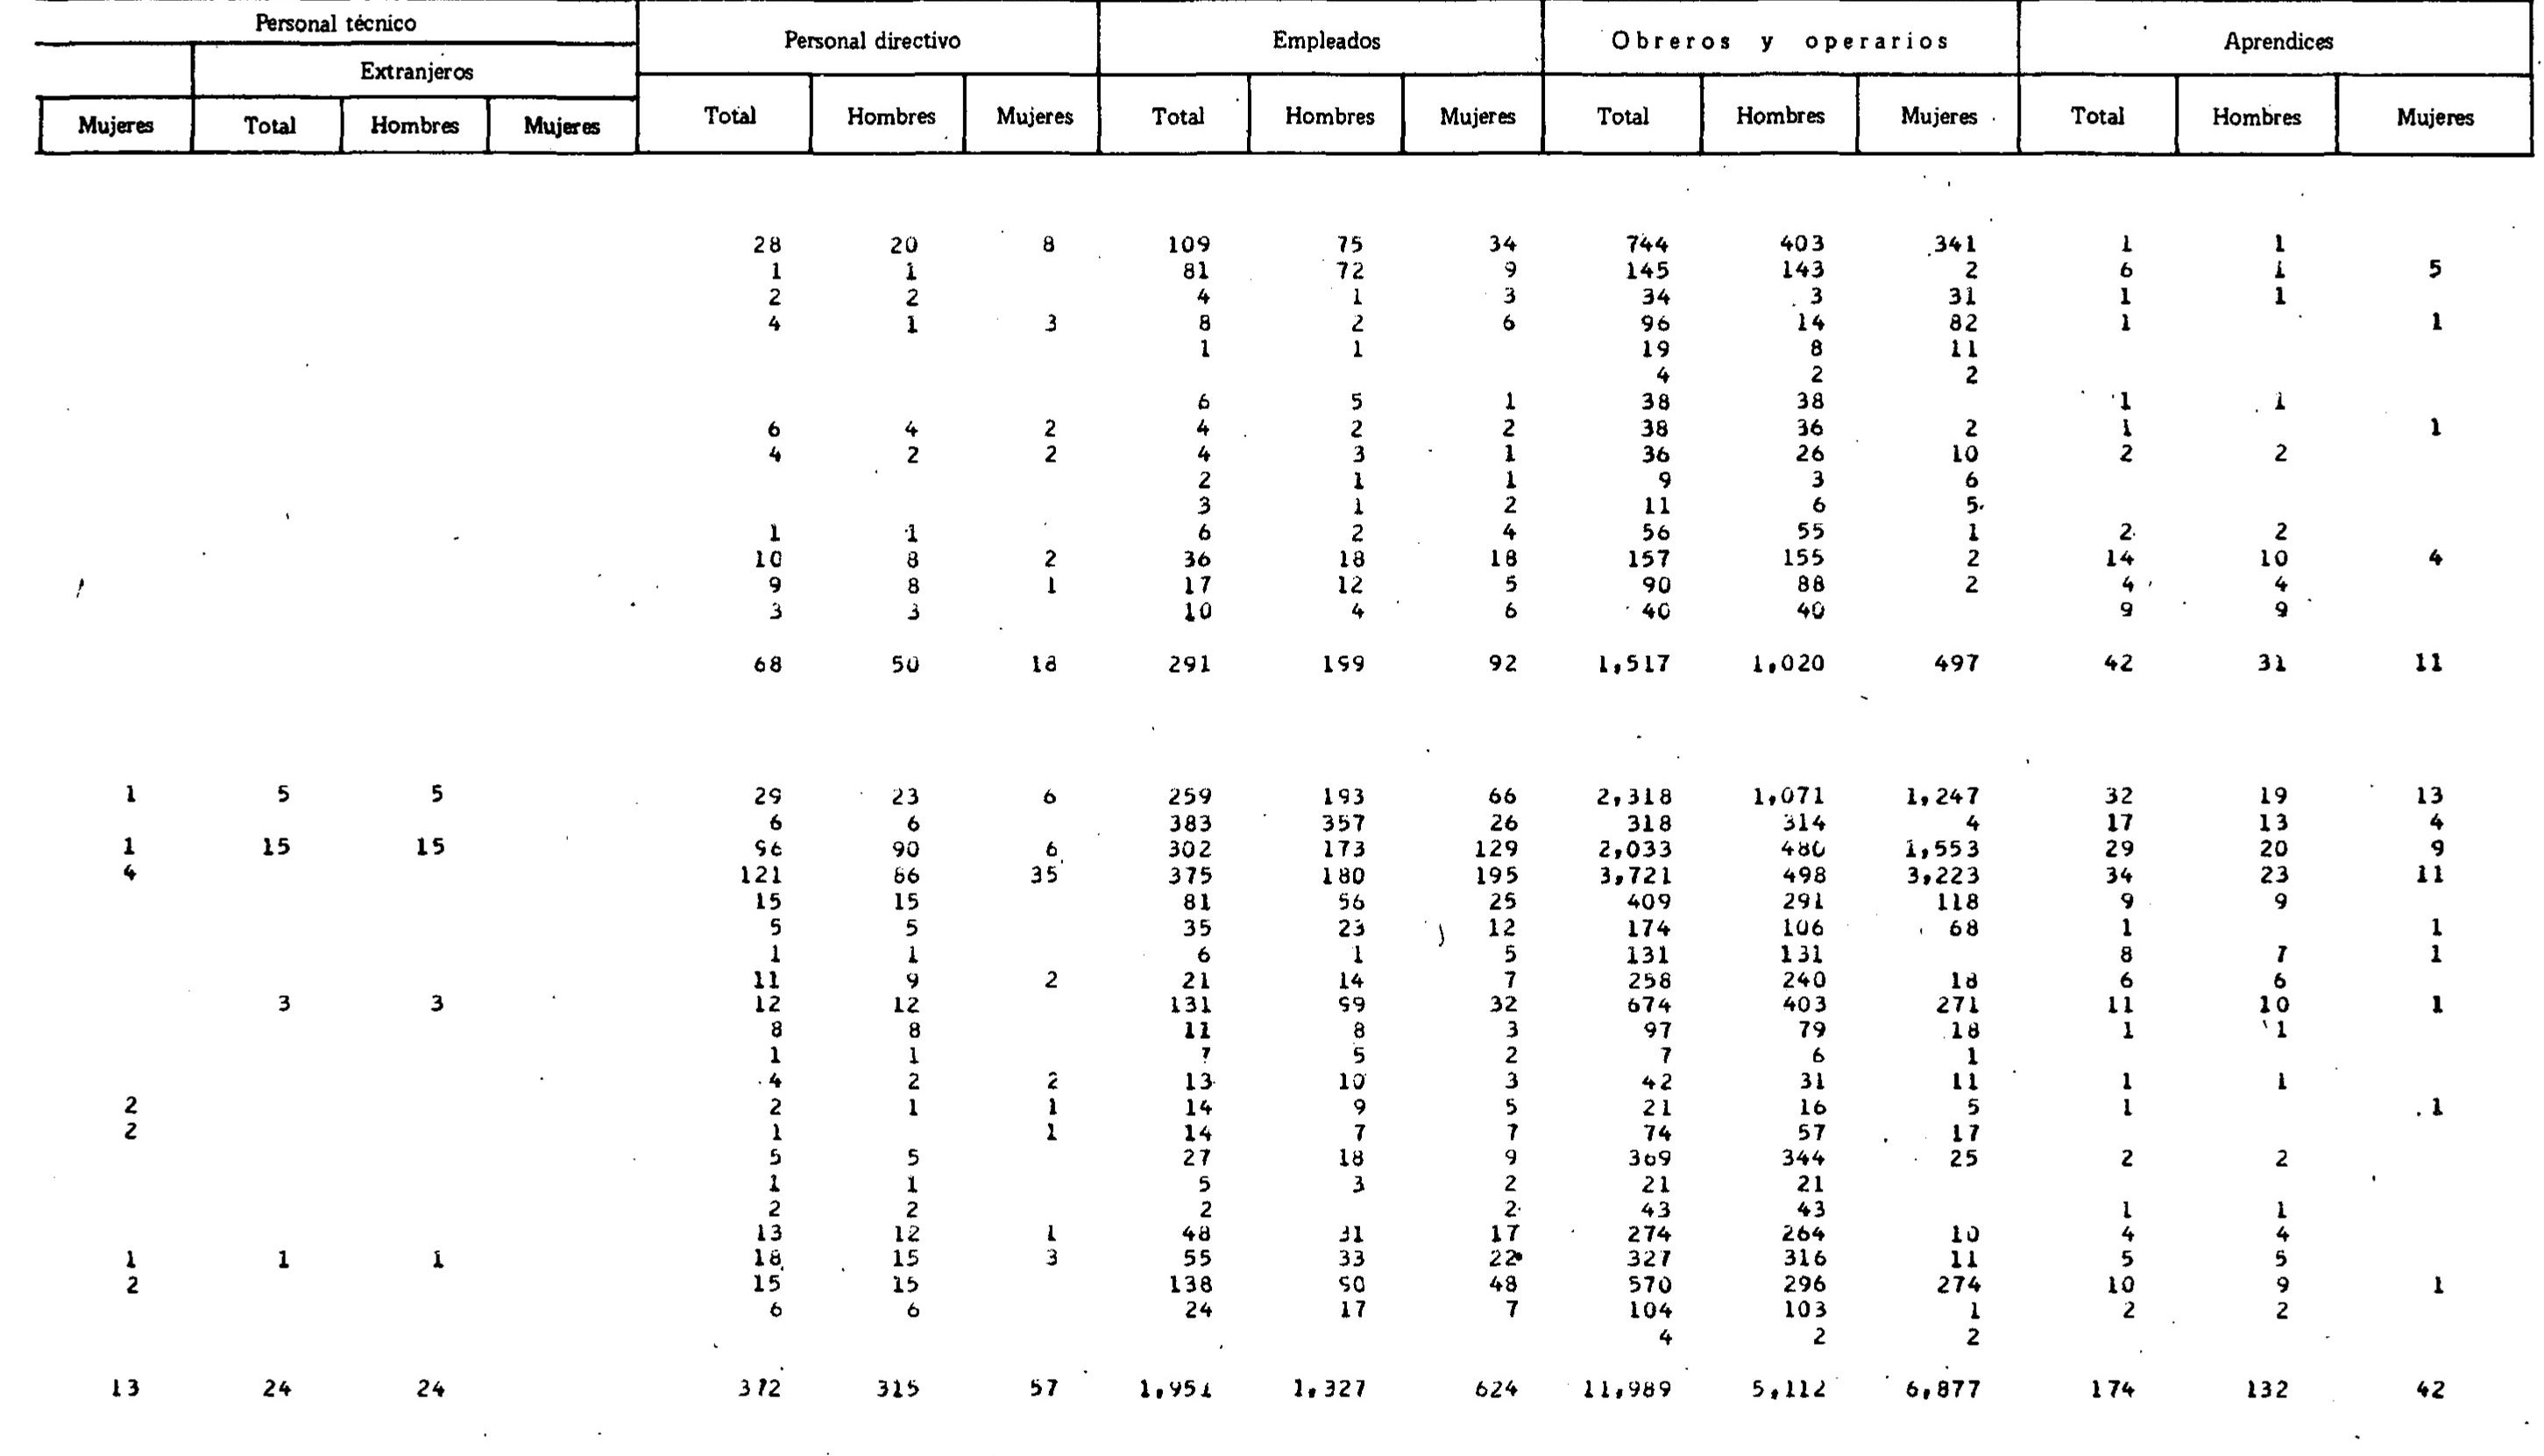 Personal técnico
Personal directivo Empleados Obreros y operarios Aprendices
Extranjeros
Mujeres Total Hombres Mujeres Total Hombres Mujeres Total Hombres Mujeres Total Hombres Mujeres Total Hombres Mujeres
28 20 8 109 75 34 744 403 341 1 1
1 1 81 72 9 145 143 2 6 1 5
2 2 4 1 3 34 3 31 1 1
4 1 3 8 2 6 96 14 82 1 1
1 1 19 8 11
4 2 2
6 5 1 38 38 1 1
6 4 2 4 2 2 38 36 2 1 1
4 2 2 4 3 1 36 26 10 2 2
2 1 1 9 3 6
3 1 2 11 6 5
1 1 6 2 4 56 55 1 2 2
10 8 2 36 18 18 157 155 2 14 10 4
9 8 1 17 12 5 90 88 2 4 4
3 3 10 4 6 40 40 9 9
68 50 18 291 199 92 1,517 1,020 497 42 31 11
1 5 5 29 23 6 259 193 66 2,318 1,071 1,247 32 19 13
6 6 383 357 26 318 314 4 17 13 4
1 15 15 96 90 6 302 173 129 2,033 480 1,553 29 20 9
4 121 86 35 375 180 195 3,721 498 3,223 34 23 11
15 15 81 56 25 409 291 118 9 9
5 5 35 23 12 174 106 68 1 1
1 1 6 1 5 131 131 8 7 1
11 9 2 21 14 7 258 240 18 6 6
3 3 12 12 131 99 32 674 403 271 11 10 1
8 8 11 8 3 97 79 18 1 1
1 1 7 5 2 7 6 1
4 2 2 13 10 3 42 31 11 1 1
2 2 1 1 14 9 5 21 16 5 1 1
2 1 1 14 7 7 74 57 17
5 5 27 18 9 369 344 25 2 2
1 1 5 3 2 21 21
2 2 2 2 43 43 1 1
13 12 1 48 31 17 274 264 10 4 4
1 1 1 18 15 3 55 33 22 327 316 11 5 5
2 15 15 138 90 48 570 296 274 10 9 1
6 6 24 17 7 104 103 1 2 2
4 2 2
13 24 24 372 315 57 1,951 1,327 624 11,989 5,112 6,877 174 132 42